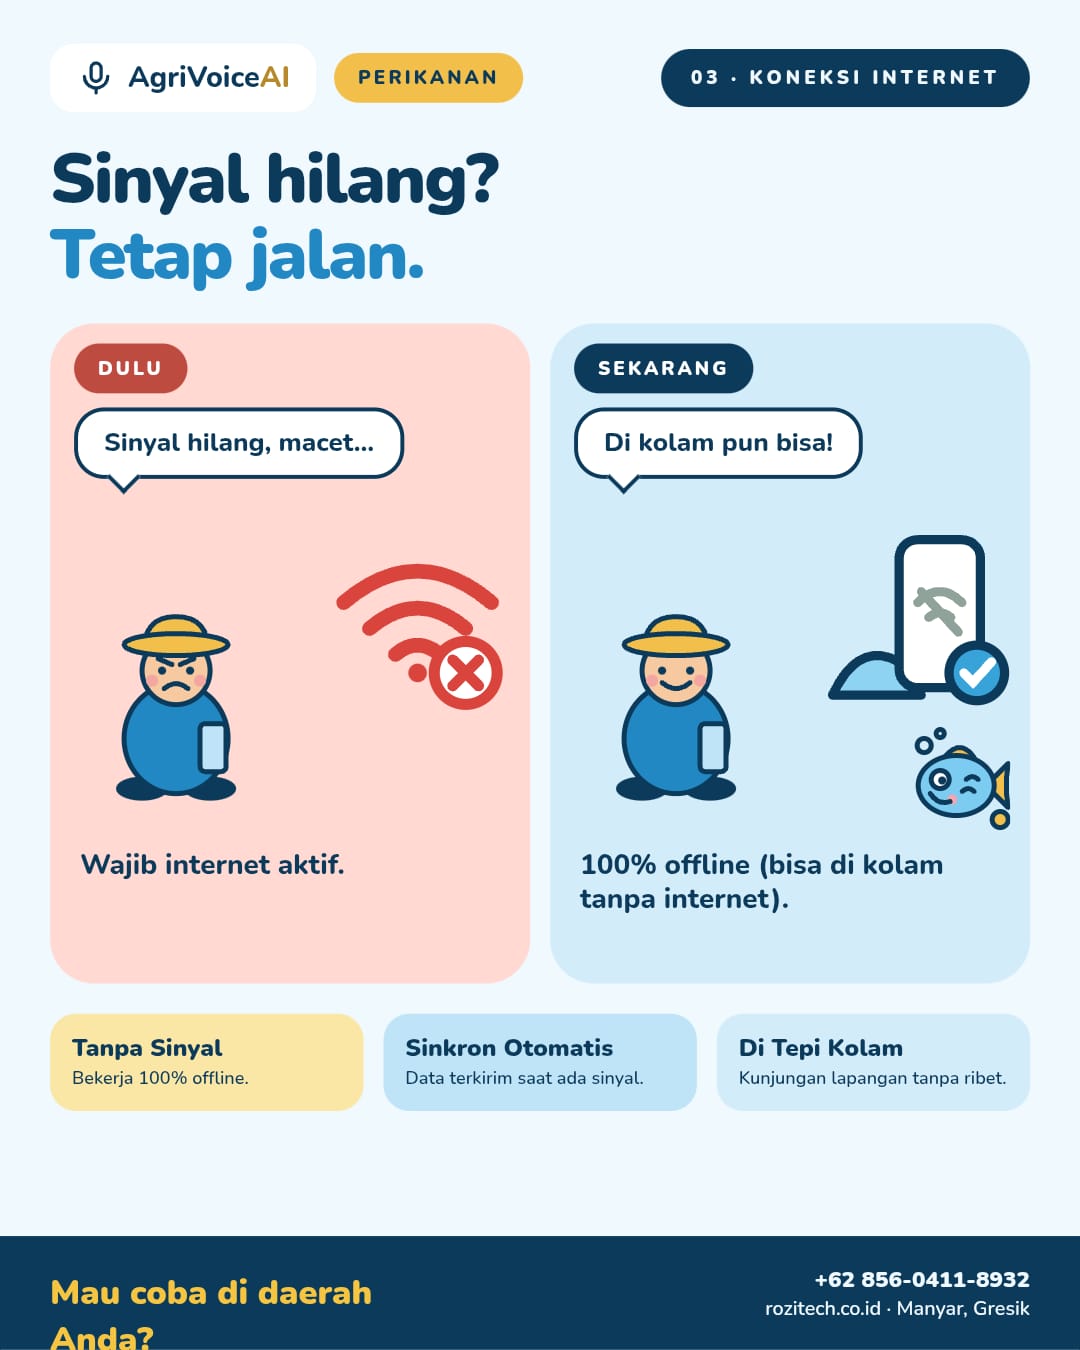 AgriVoiceAI
PERIKANAN
03 · KONEKSI INTERNET
Sinyal hilang?
Tetap jalan.
DULU
Sinyal hilang, macet...
Wajib internet aktif.
SEKARANG
Di kolam pun bisa!
100% offline (bisa di kolam
tanpa internet).
Tanpa Sinyal
Bekerja 100% offline.
Sinkron Otomatis
Data terkirim saat ada sinyal.
Di Tepi Kolam
Kunjungan lapangan tanpa ribet.
Mau coba di daerah
Anda?
+62 856-0411-8932
rozitech.co.id · Manyar, Gresik